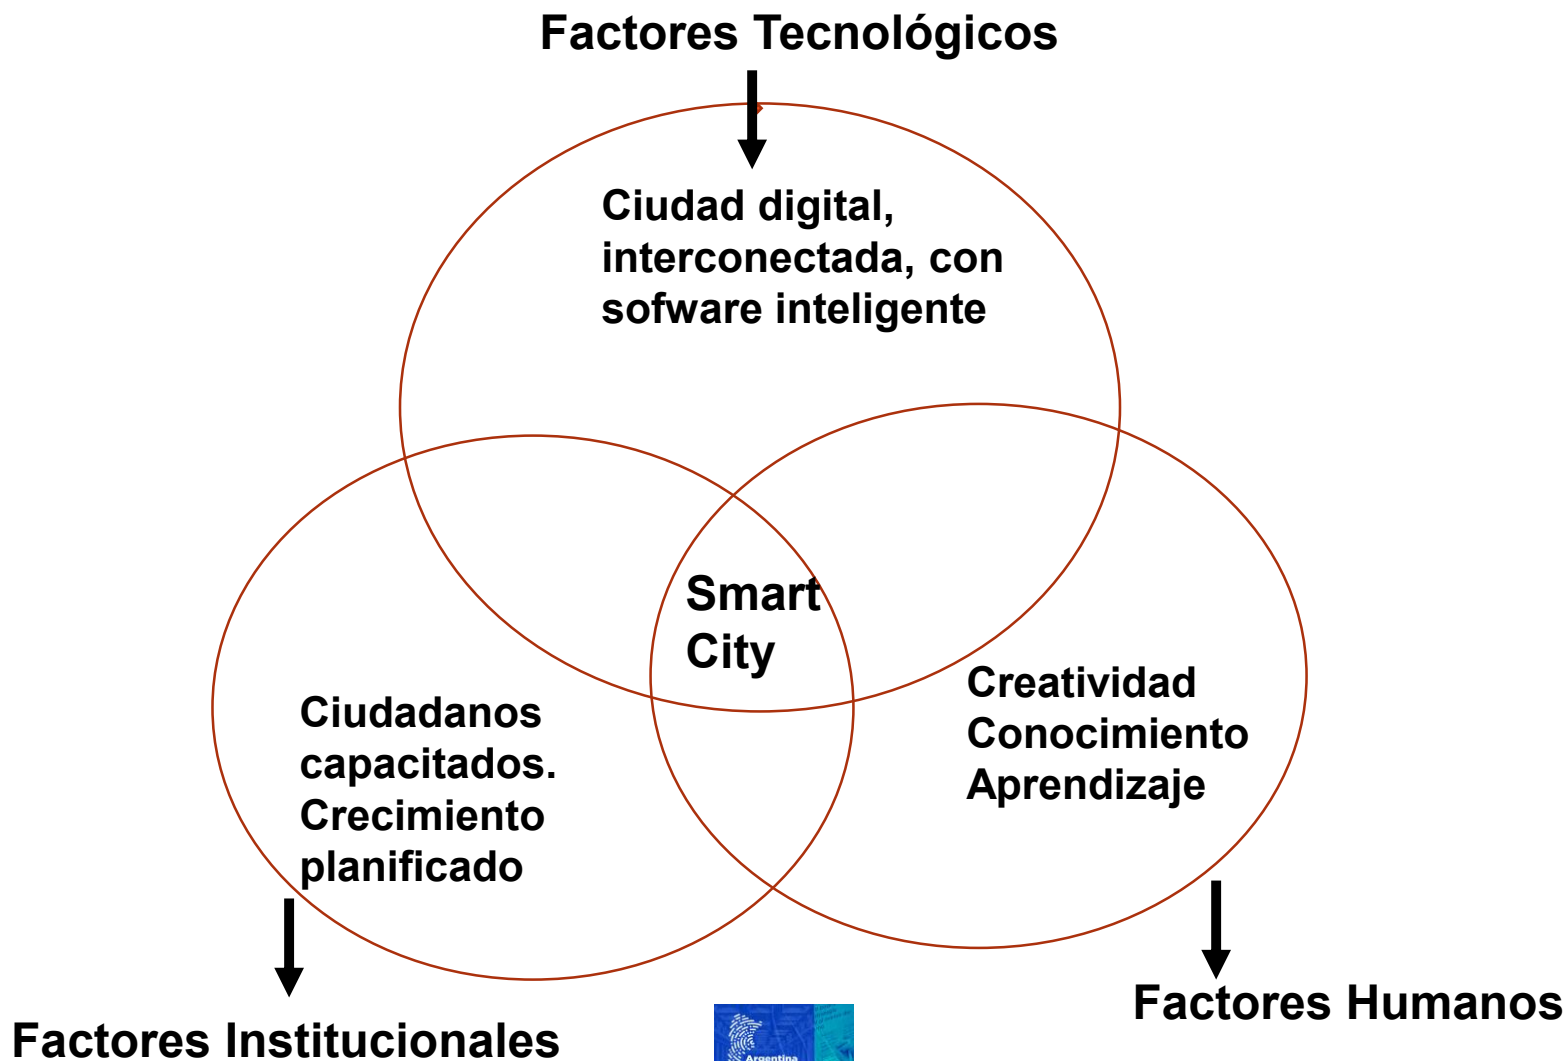 Factores Tecnológicos
Ciudad digital,
interconectada, con
sofware inteligente
Smart
City
Creatividad
Conocimiento
Aprendizaje
Ciudadanos
capacitados.
Crecimiento
planificado
Factores Humanos
Factores Institucionales
Argentina